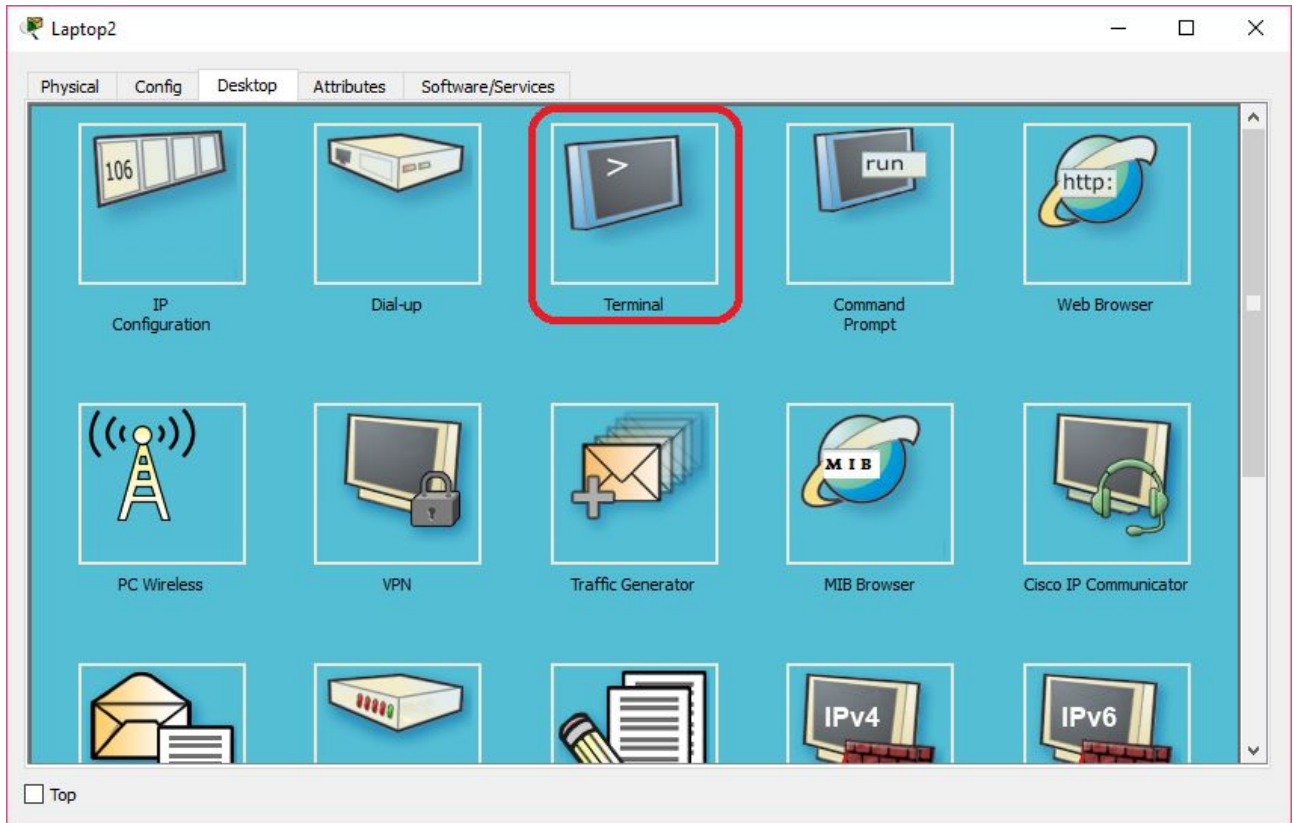 Laptop2
Physical Config Desktop Attributes Software/Services
106
>
run
http:
IP
Configuration
Dial-up
Terminal
Command
Prompt
Web Browser
MIB
PC Wireless
VPN
Traffic Generator
MIB Browser
Cisco IP Communicator
IPv4
IPv6
Top